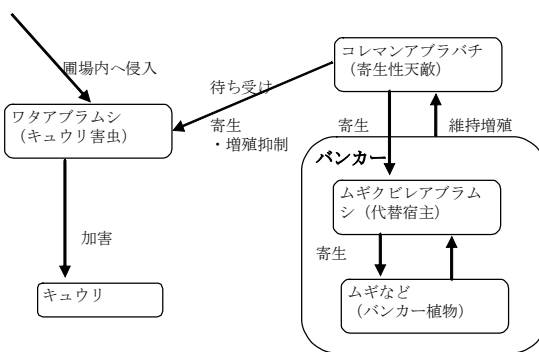 圃場内へ侵入
ワタアブラムシ
（キュウリ害虫）
加害
キュウリ
待ち受け
寄生
・増殖抑制
コレマンアブラバチ
（寄生性天敵）
寄生
維持増殖
バンカー
ムギクビレアブラム
シ（代替宿主）
寄生
ムギなど
（バンカー植物）